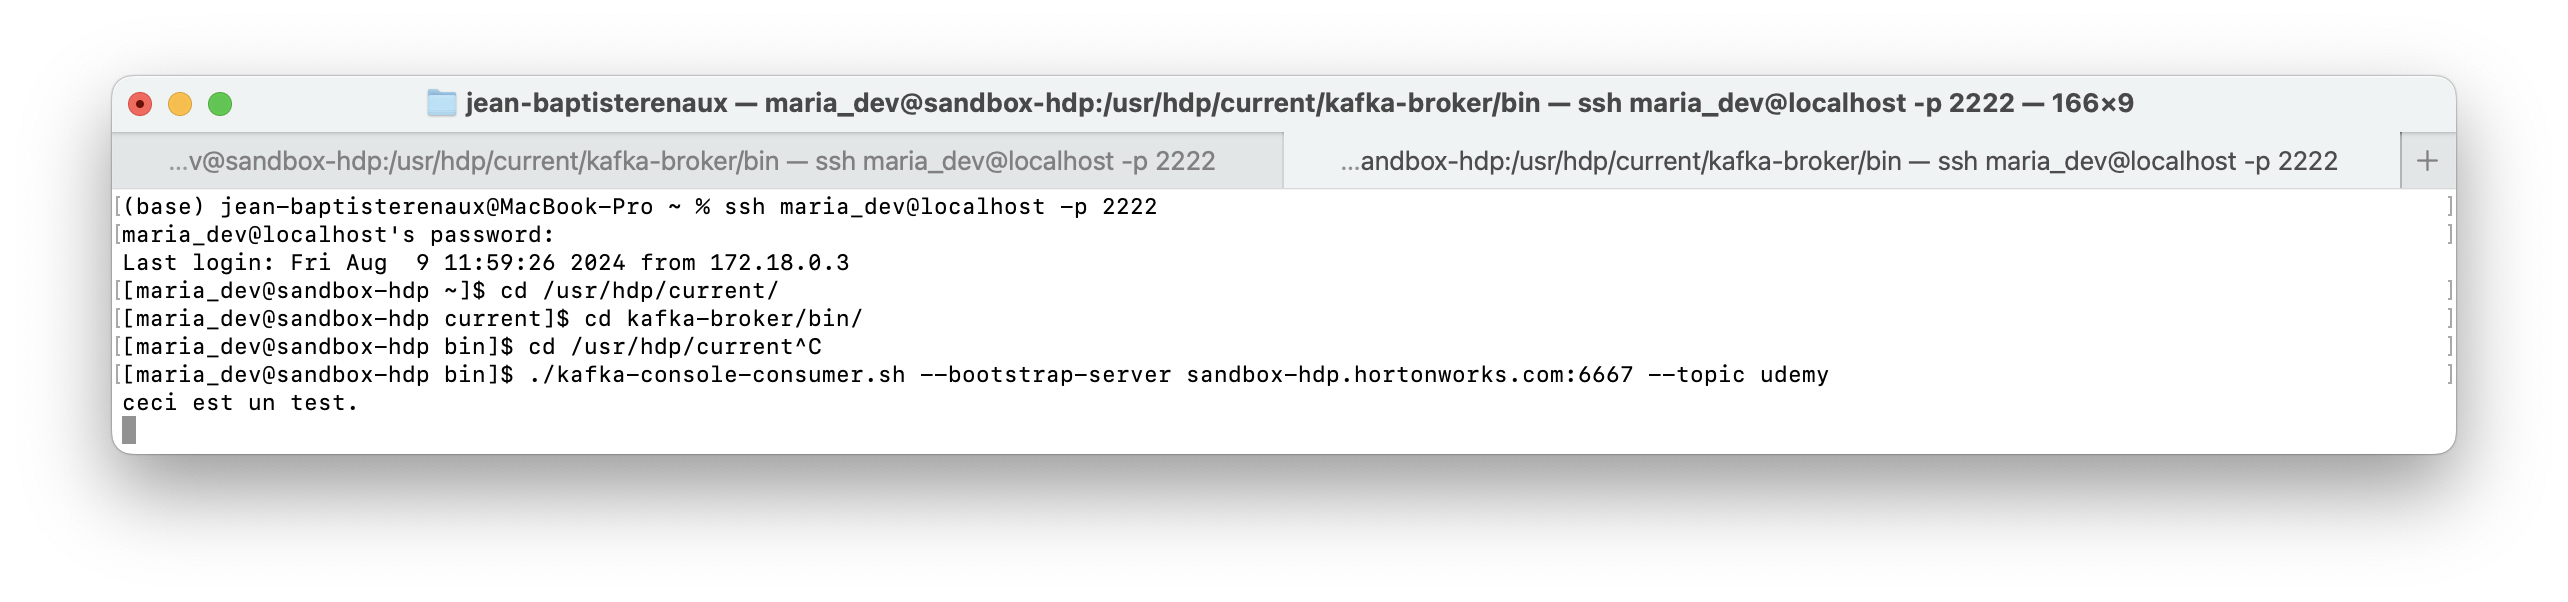 jean-baptisterenaux — maria_dev@sandbox-hdp:/usr/hdp/current/kafka-broker/bin — ssh maria_dev@localhost -p 2222 — 166×9
...v@sandbox-hdp:/usr/hdp/current/kafka-broker/bin — ssh maria_dev@localhost -p 2222
...andbox-hdp:/usr/hdp/current/kafka-broker/bin — ssh maria_dev@localhost -p 2222
[(base) jean-baptisterenaux@MacBook-Pro ~ % ssh maria_dev@localhost -p 2222 ]
[maria_dev@localhost's password: ]
Last login: Fri Aug  9 11:59:26 2024 from 172.18.0.3
[[maria_dev@sandbox-hdp ~]$ cd /usr/hdp/current/ ]
[[maria_dev@sandbox-hdp current]$ cd kafka-broker/bin/ ]
[[maria_dev@sandbox-hdp bin]$ cd /usr/hdp/current^C ]
[[maria_dev@sandbox-hdp bin]$ ./kafka-console-consumer.sh --bootstrap-server sandbox-hdp.hortonworks.com:6667 --topic udemy ]
ceci est un test.